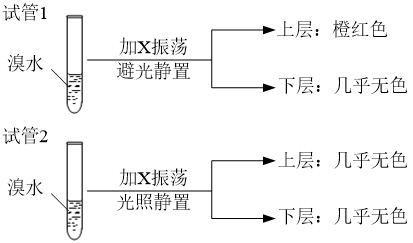 试管1
溴水
加X振荡
避光静置
上层：橙红色
下层：几乎无色
试管2
溴水
加X振荡
光照静置
上层：几乎无色
下层：几乎无色